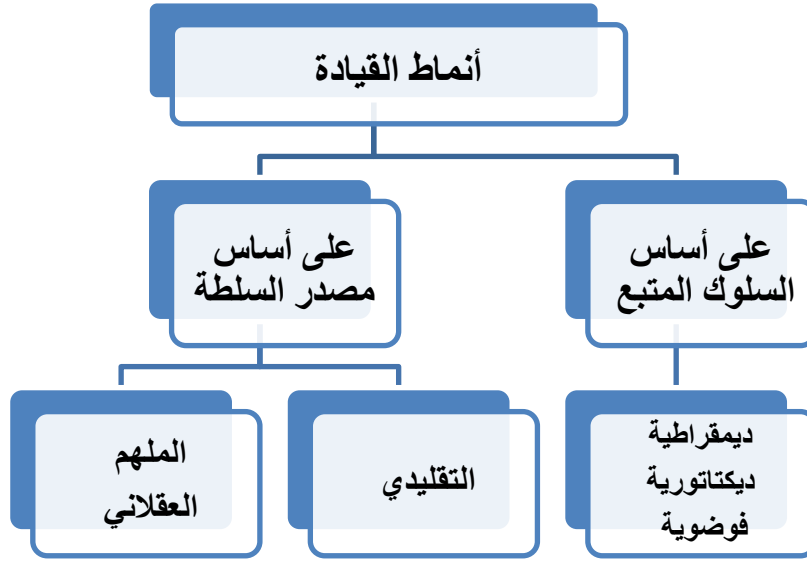 أنماط القيادة
على أساس
السلوك المتبع
على أساس
مصدر السلطة
ديمقراطية
ديكتاتورية
فوضوية
التقليدي
الملهم
العقلاني